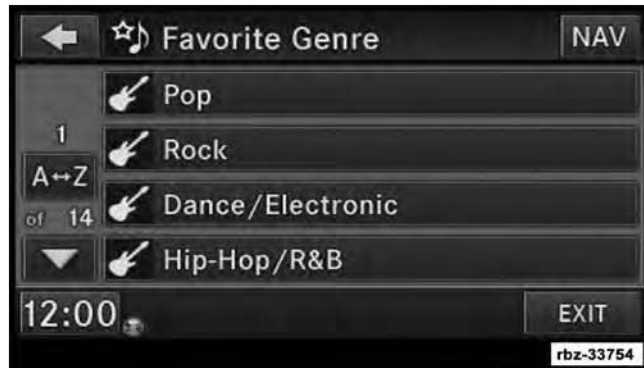 Favorite Genre
NAV
Pop
1
Rock
A↔Z
Dance/Electronic
of 14
Hip-Hop/R&B
12:00
EXIT
rbz-33754